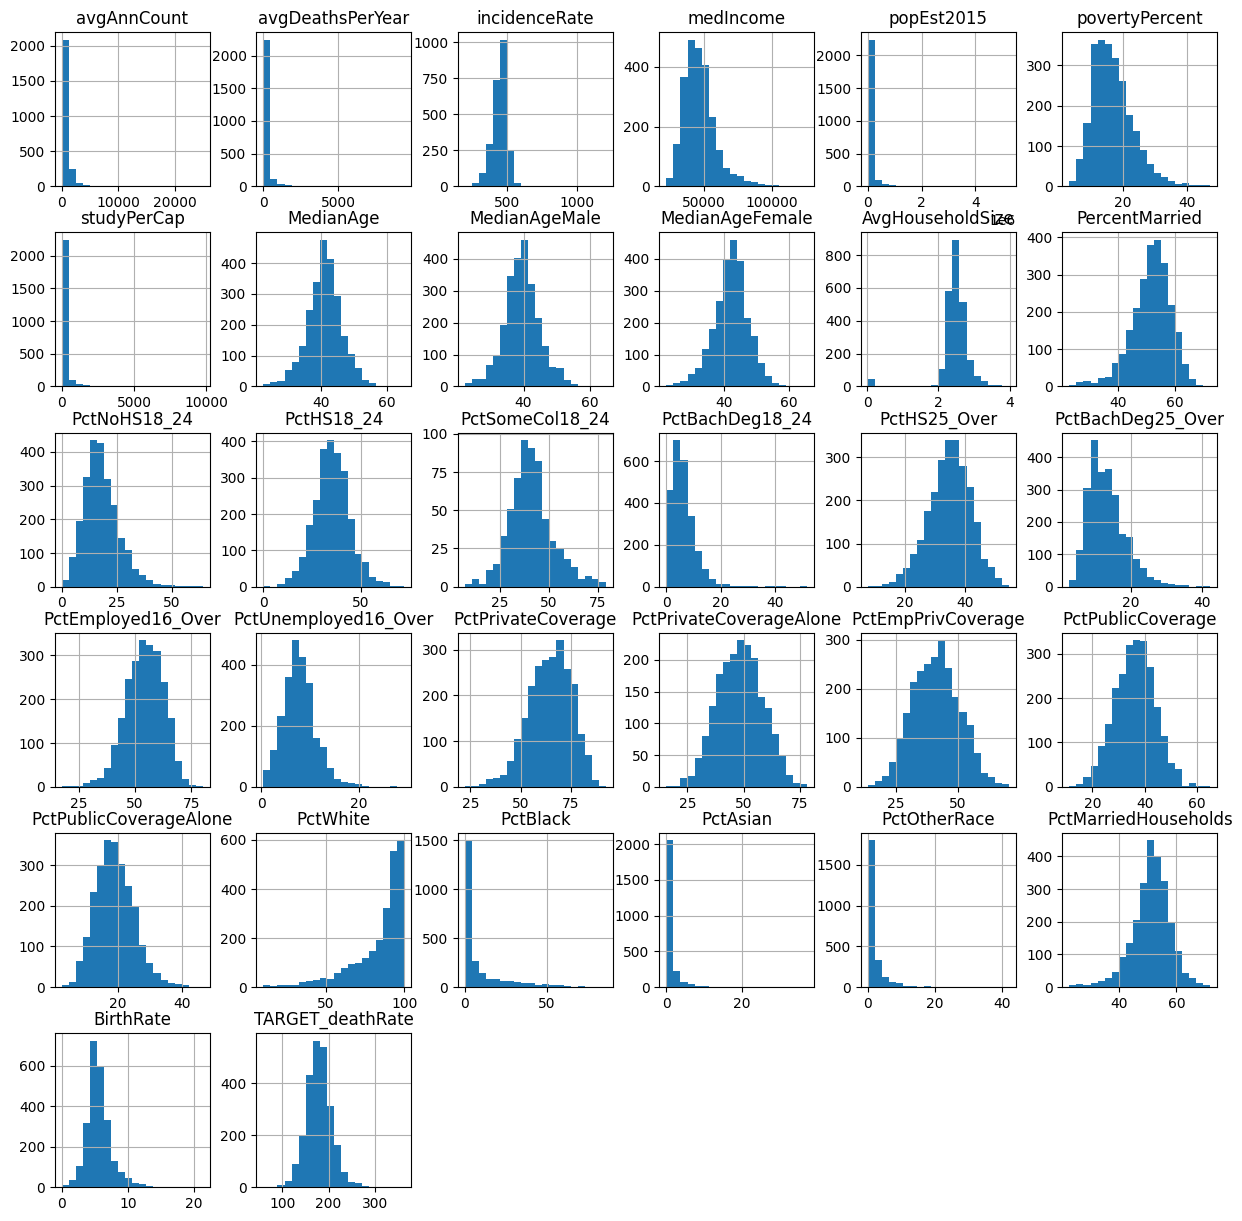 avgAnnCount avgDeathsPerYear incidenceRate medIncome popEst2015 povertyPercent
2000 1500 1000 500 0
0 10000 20000
2000 1500 1000 500 0
0 5000
1000 750 500 250 0
500 1000
400 200 0
50000 100000
2000 1500 1000 500 0
0 2 4
1e6
300 200 100 0
20 40
studyPerCap MedianAge MedianAgeMale MedianAgeFemale AvgHouseholdSize PercentMarried
2000 1500 1000 500 0
0 5000 10000
400 300 200 100 0
40 60
400 300 200 100 0
40 60
400 300 200 100 0
40 60
800 600 400 200 0
0 2 4
400 300 200 100 0
40 60
PctNoHS18_24 PctHS18_24 PctSomeCol18_24 PctBachDeg18_24 PctHS25_Over PctBachDeg25_Over
400 300 200 100 0
0 25 50
400 300 200 100 0
0 20 40 60
100 75 50 25 0
25 50 75
600 400 200 0
0 20 40
300 200 100 0
20 40
400 300 200 100 0
20 40
PctEmployed16_Over PctUnemployed16_Over PctPrivateCoverage PctPrivateCoverageAlone PctEmpPrivCoverage PctPublicCoverage
300 200 100 0
25 50 75
400 200 0
0 20
300 200 100 0
25 50 75
200 150 100 50 0
25 50 75
300 200 100 0
25 50
300 200 100 0
20 40 60
PctPublicCoverageAlone PctWhite PctBlack PctAsian PctOtherRace PctMarriedHouseholds
300 200 100 0
20 40
600 400 200 0
50 100
1500 1000 500 0
0 50
2000 1500 1000 500 0
0 20
1500 1000 500 0
0 20 40
400 300 200 100 0
40 60
BirthRate TARGET_deathRate
600 400 200 0
0 10 20
400 200 0
100 200 300